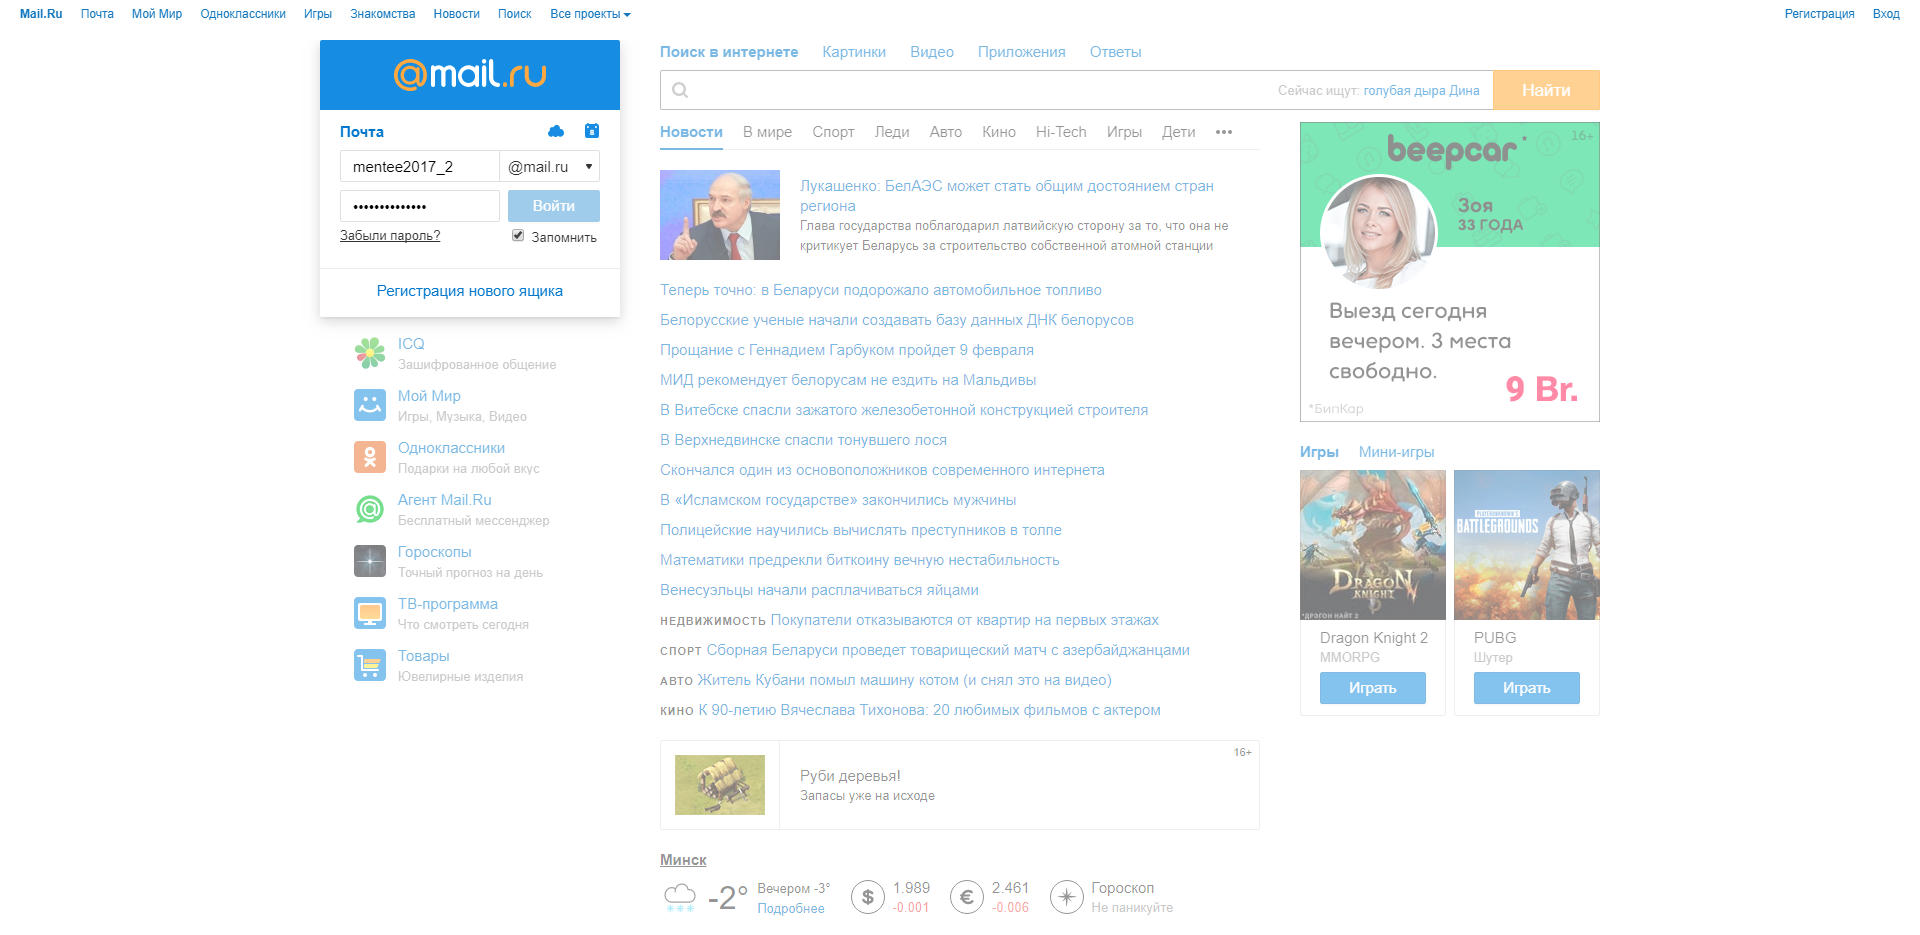 Mail.Ru Почта Мой Мир Одноклассники Игры Знакомства Новости Поиск Все проекты Регистрация Вход
@mail.ru
Почта
mentee2017_2 @mail.ru
•••••••••••••• Войти
Забыли пароль? Запомнить
Регистрация нового ящика
ICQ
Зашифрованное общение
Мой Мир
Игры, Музыка, Видео
Одноклассники
Подарки на любой вкус
Агент Mail.Ru
Бесплатный мессенджер
Гороскопы
Точный прогноз на день
ТВ-программа
Что смотреть сегодня
Товары
Ювелирные изделия
Поиск в интернете Картинки Видео Приложения Ответы
Сейчас ищут: голубая дыра Дина Найти
Новости В мире Спорт Леди Авто Кино Hi-Tech Игры Дети •••
Лукашенко: БелАЭС может стать общим достоянием стран
региона
Глава государства поблагодарил латвийскую сторону за то, что она не
критикует Беларусь за строительство собственной атомной станции
Теперь точно: в Беларуси подорожало автомобильное топливо
Белорусские ученые начали создавать базу данных ДНК белорусов
Прощание с Геннадием Гарбуком пройдет 9 февраля
МИД рекомендует белорусам не ездить на Мальдивы
В Витебске спасли зажатого железобетонной конструкцией строителя
В Верхнедвинске спасли тонувшего лося
Скончался один из основоположников современного интернета
В «Исламском государстве» закончились мужчины
Полицейские научились вычислять преступников в толпе
Математики предрекли биткоину вечную нестабильность
Венесуэльцы начали расплачиваться яйцами
НЕДВИЖИМОСТЬ Покупатели отказываются от квартир на первых этажах
СПОРТ Сборная Беларуси проведет товарищеский матч с азербайджанцами
АВТО Житель Кубани помыл машину котом (и снял это на видео)
КИНО К 90-летию Вячеслава Тихонова: 20 любимых фильмов с актером
16+
Руби деревья!
Запасы уже на исходе
Минск
-2° Вечером -3° $ 1.989 € 2.461 Гороскоп
Подробнее -0.001 -0.006 Не паникуйте
16+
beepcar*
Зоя
33 ГОДА
Выезд сегодня
вечером. 3 места
свободно.
9 Br.
*БипКар
Игры Мини-игры
DRAGON
KNIGHT
*ДРЭГОН НАЙТ 2
PLAYERUNKNOWN'S
BATTLEGROUNDS
Dragon Knight 2
MMORPG
Играть
PUBG
Шутер
Играть